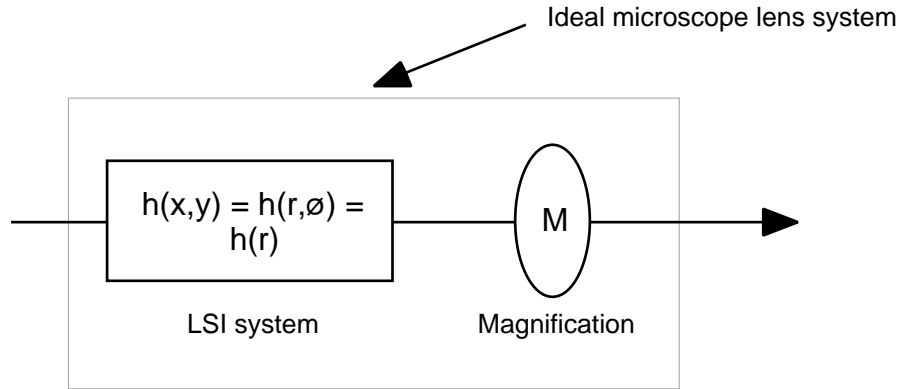 Ideal microscope lens system
h(x,y) = h(r,ø) =
h(r)
M
LSI system
Magnification